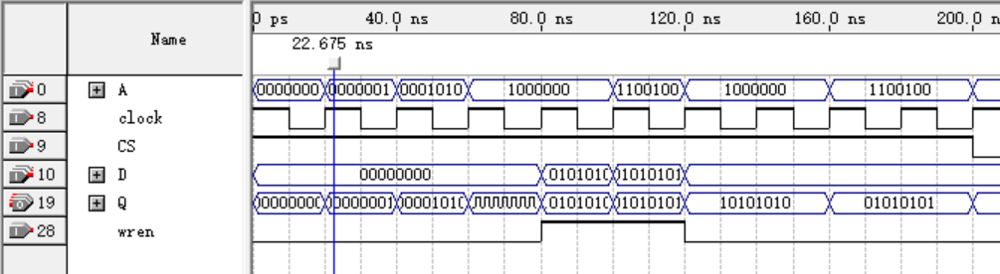 0 ps 40.0 ns 80.0 ns 120.0 ns 160.0 ns 200.0 n
Name 22.675 ns
0 A 0000000 0000001 0001010 1000000 1100100 1000000 1100100
8 clock
9 CS
10 D 00000000 0101010 1010101
19 Q 0000000 0000001 0000101 0101010 1010101 10101010 01010101
28 wren